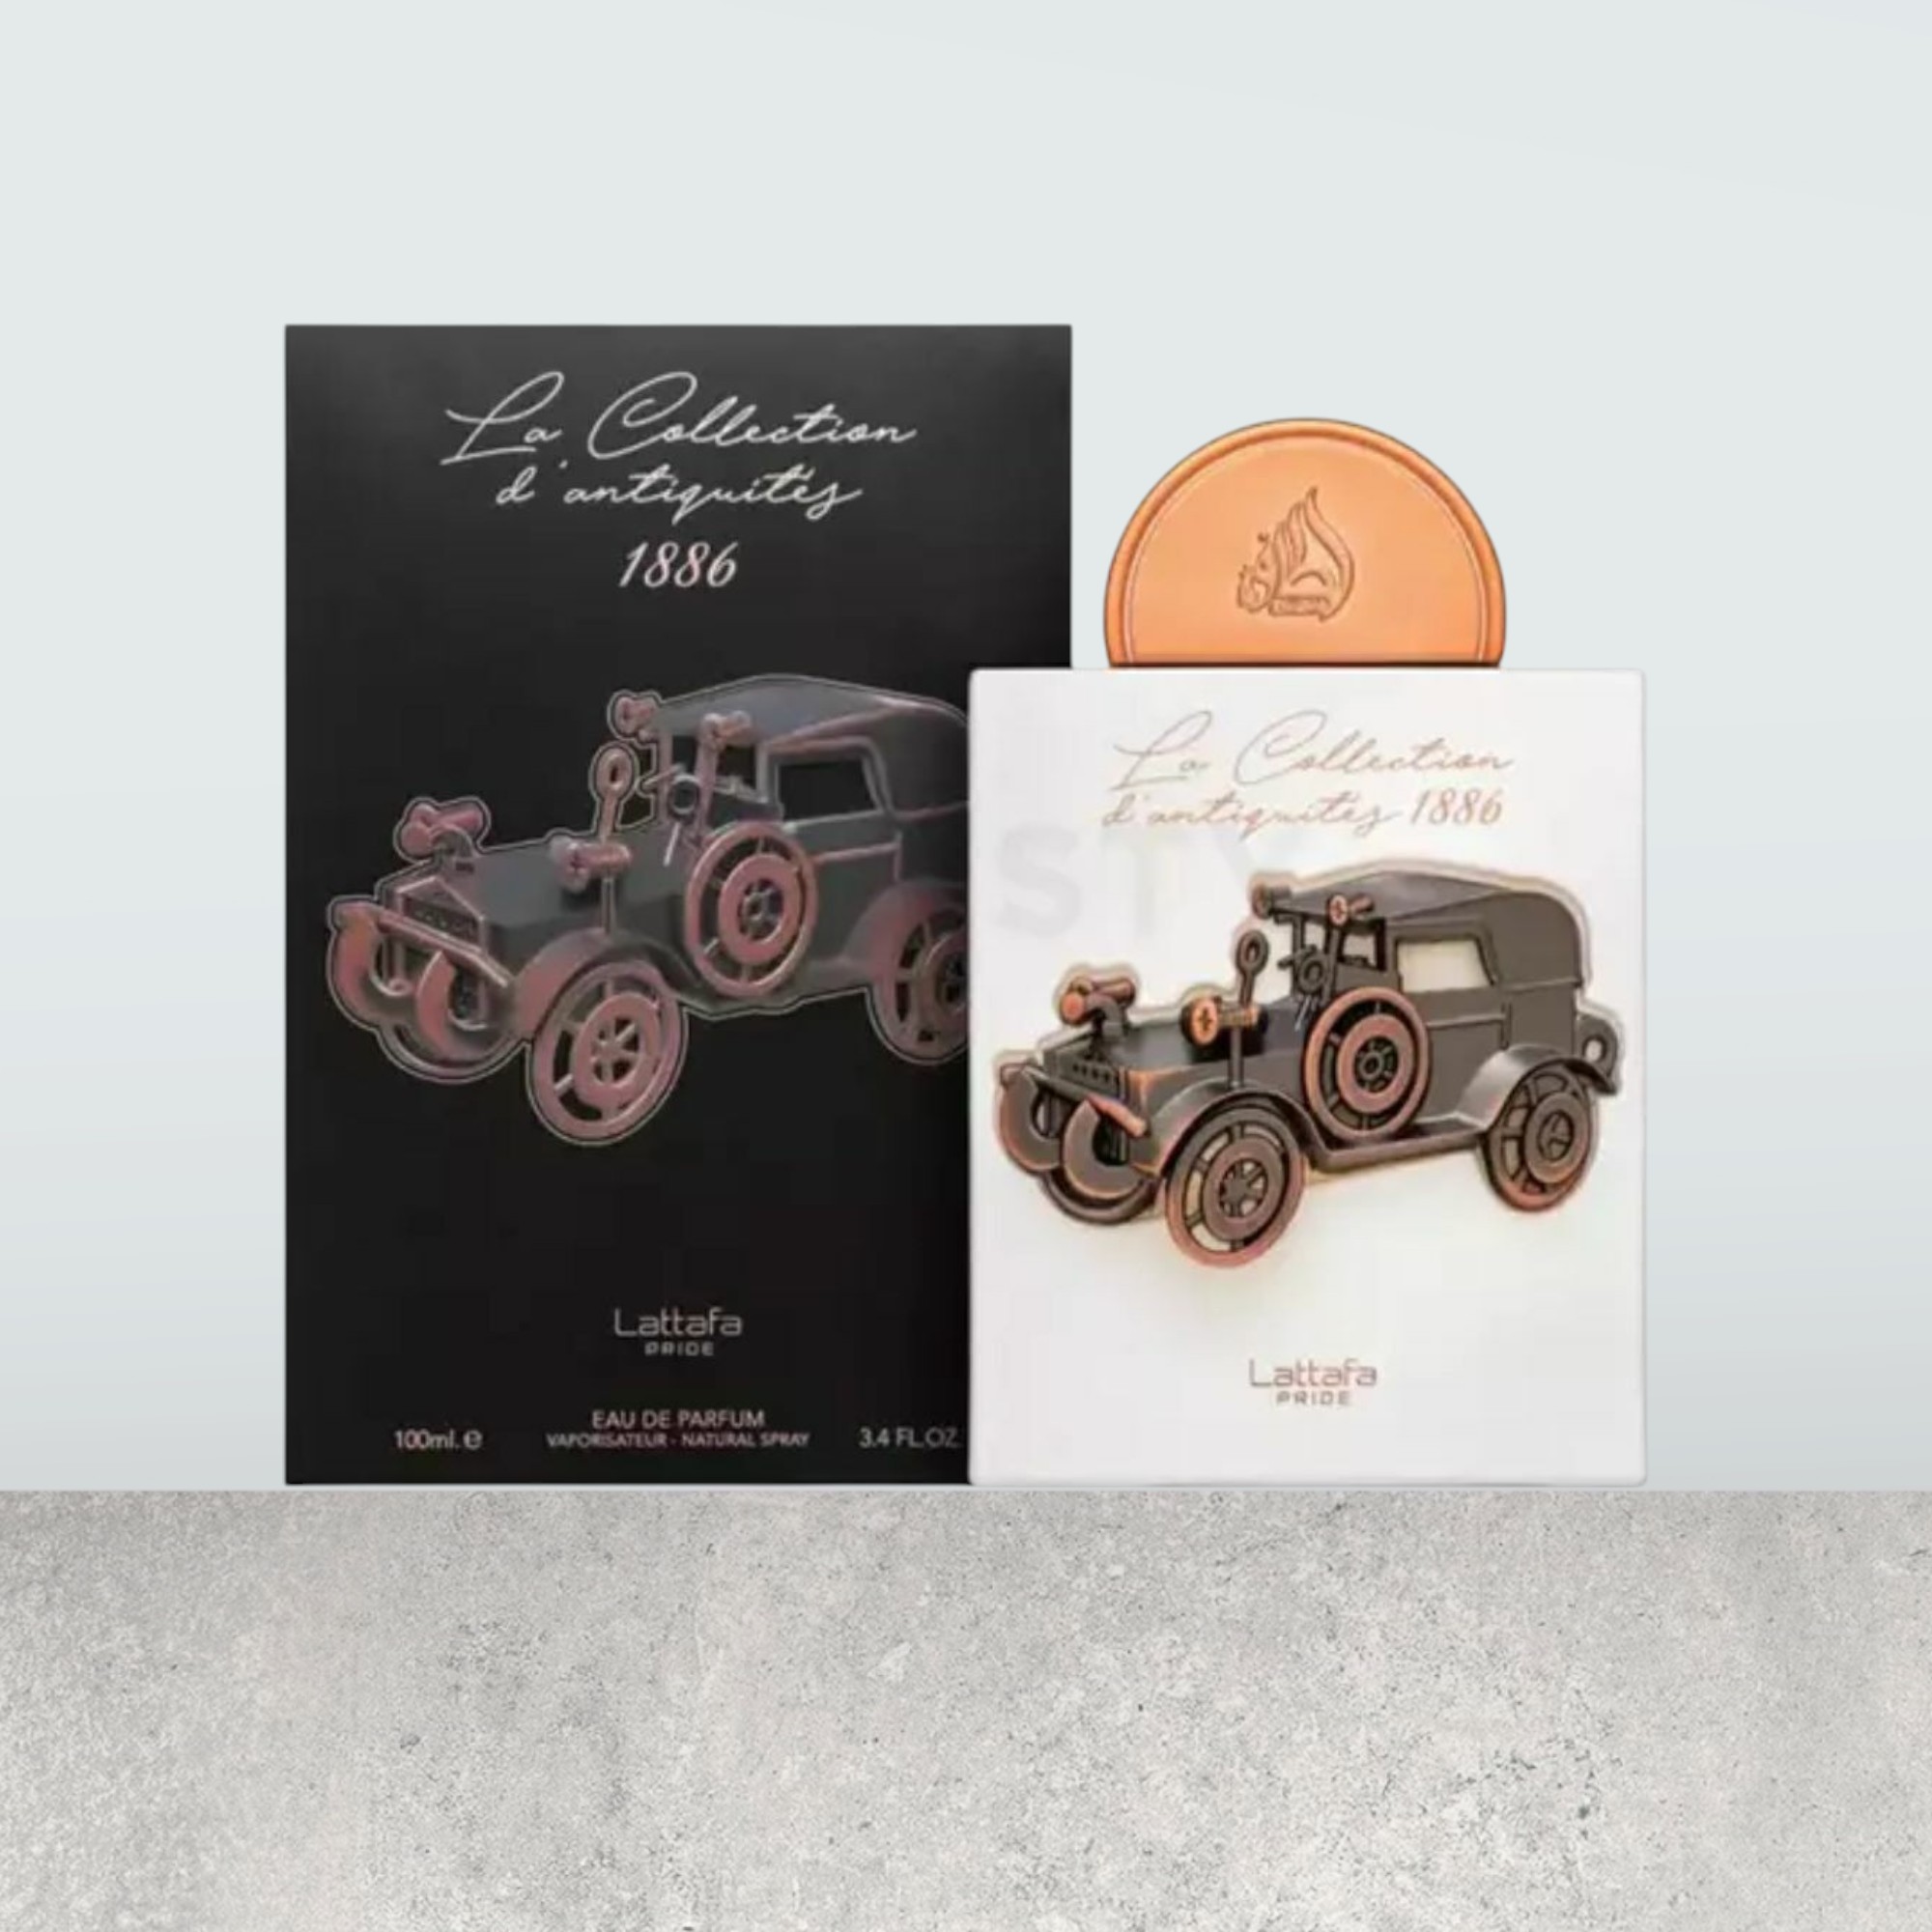 La Collection
d'antiquités
1886
Lattafa
PRIDE
EAU DE PARFUM
VAPORISATEUR - NATURAL SPRAY
100ml. e
3.4 FL.OZ
La Collection
d'antiquités 1886
STY
Lattafa
PRIDE